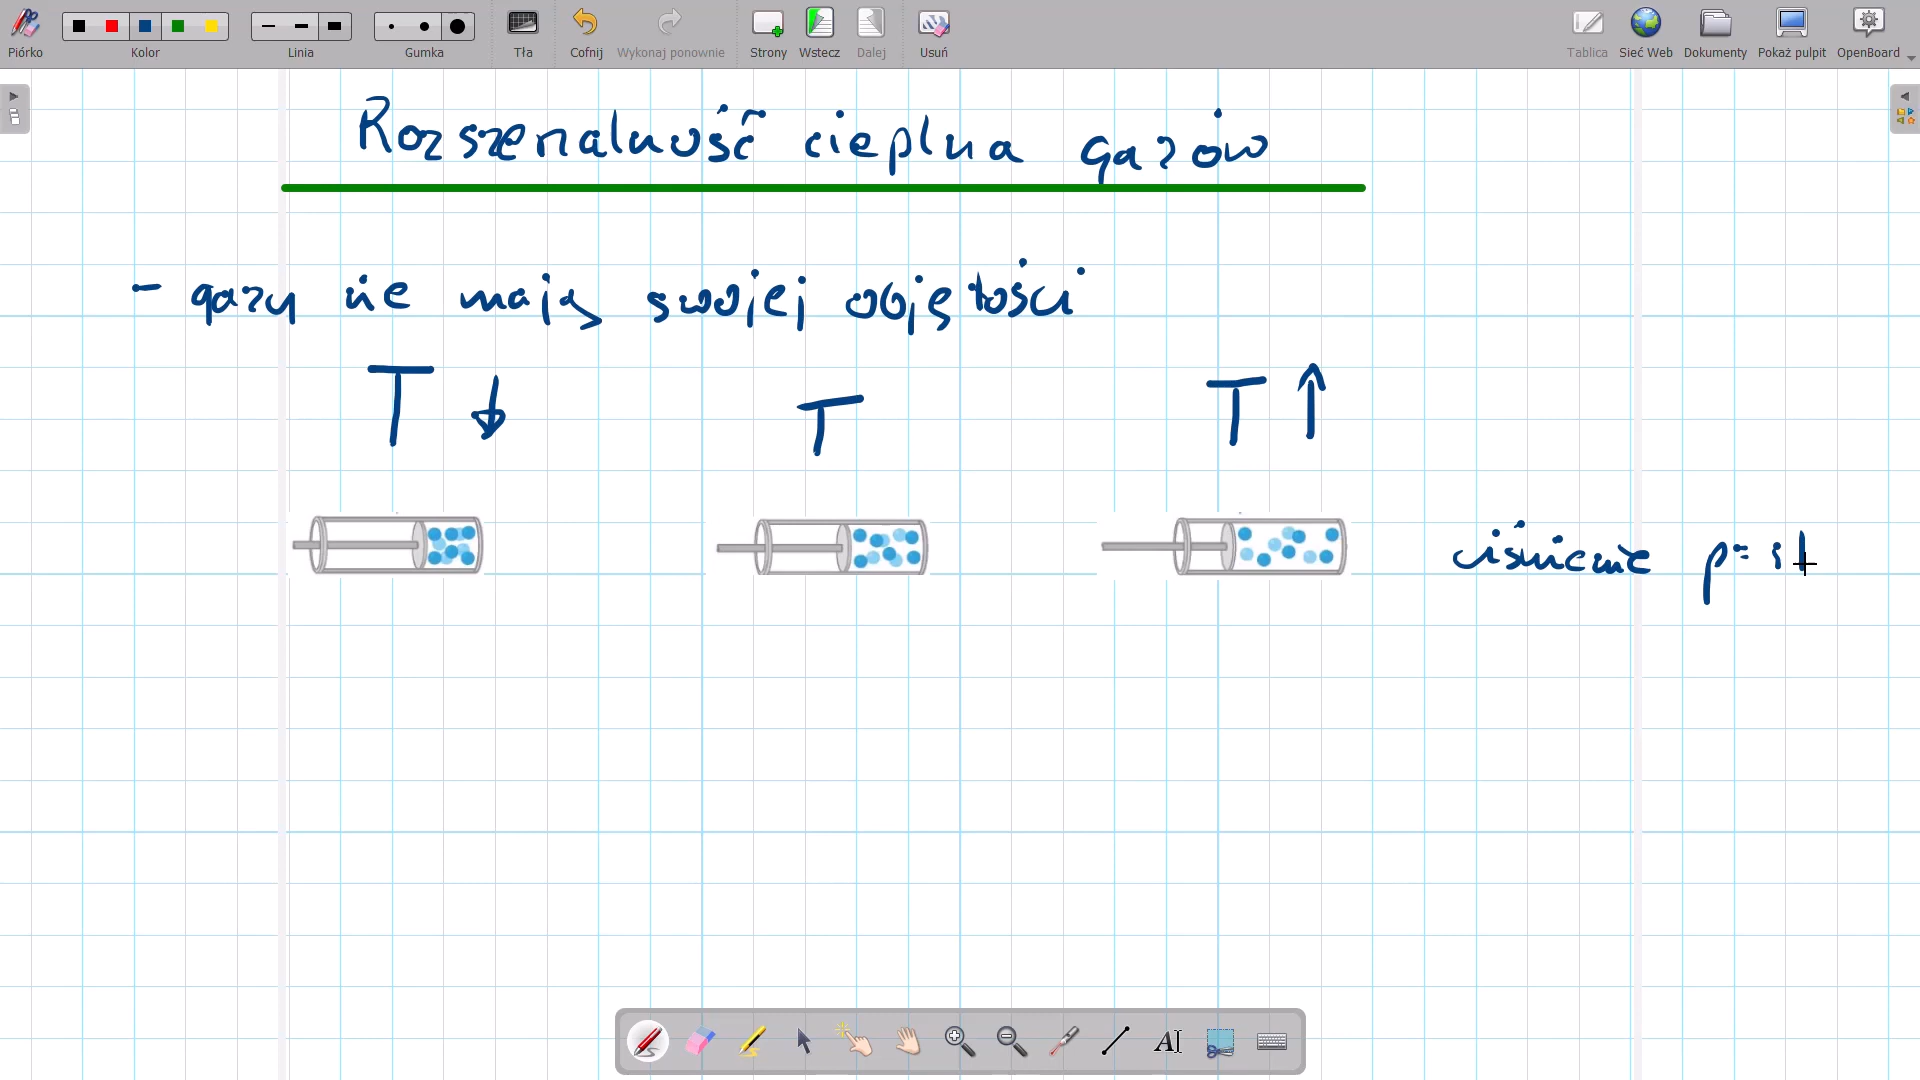 Piórko Kolor Linia Gumka Tła Cofnij Wykonaj ponownie Strony Wstecz Dalej Usuń Tablica Sieć Web Dokumenty Pokaż pulpit OpenBoard
Rozszerzalność cieplna gazów
- gazy nie mają swojej objętości
T ↓ T T ↑
ciśnienie p =
A